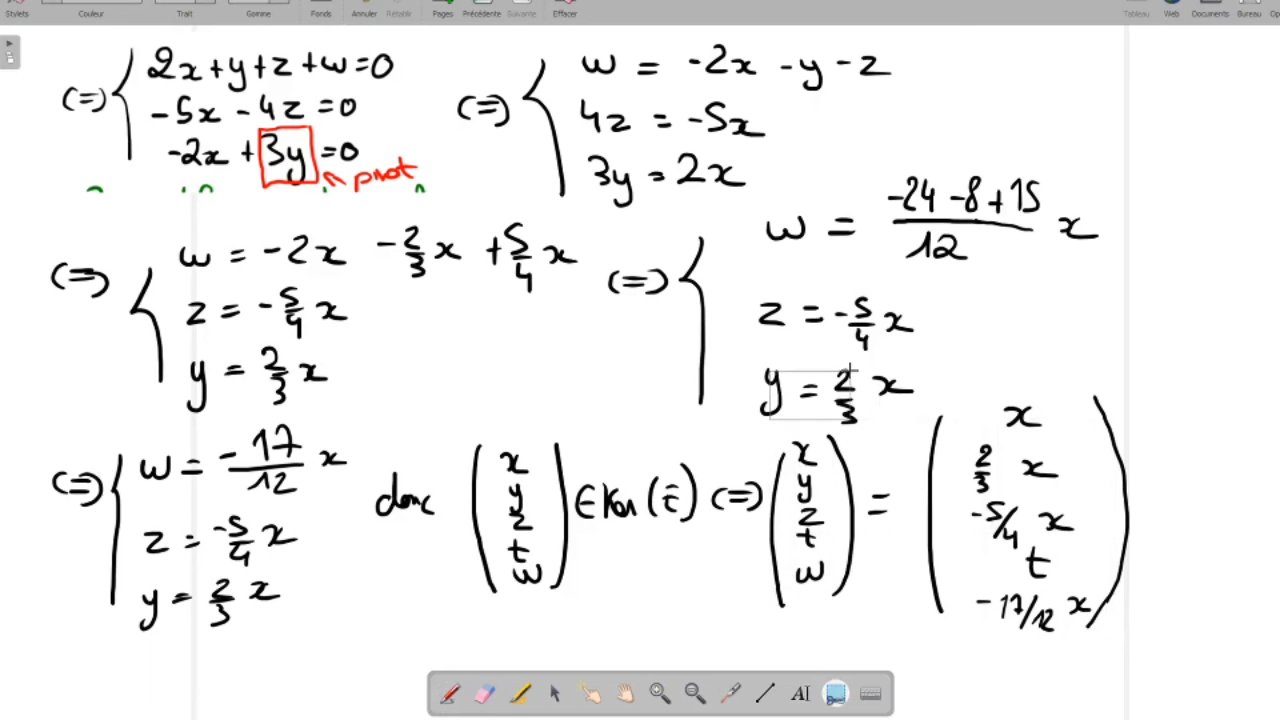 Stylets Couleur Trait Gomme Fonds Annuler Rétablir Pages Précédente Suivante Effacer Tableau Web Documents Bureau
(=) { 2x+y+z+w=0
-5x - 4z = 0
-2x + 3y = 0
pivot
(=) { w = -2x - y - z
4z = -5x
3y = 2x
(=) { w = -2x - 2/3 x + 5/4 x
z = - 5/4 x
y = 2/3 x
(=) { w = (-24 -8 +15)/12 x
z = - 5/4 x
y = 2/3 x
(=) { w = - 17/12 x
z = -5/4 x
y = 2/3 x
donc (x y z t w) ∈ Ker(t) (=) (x y z t w) = (x 2/3 x -5/4 x t -17/12 x)